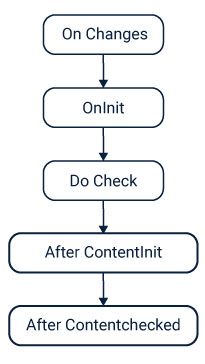 On Changes
OnInit
Do Check
After ContentInit
After Contentchecked